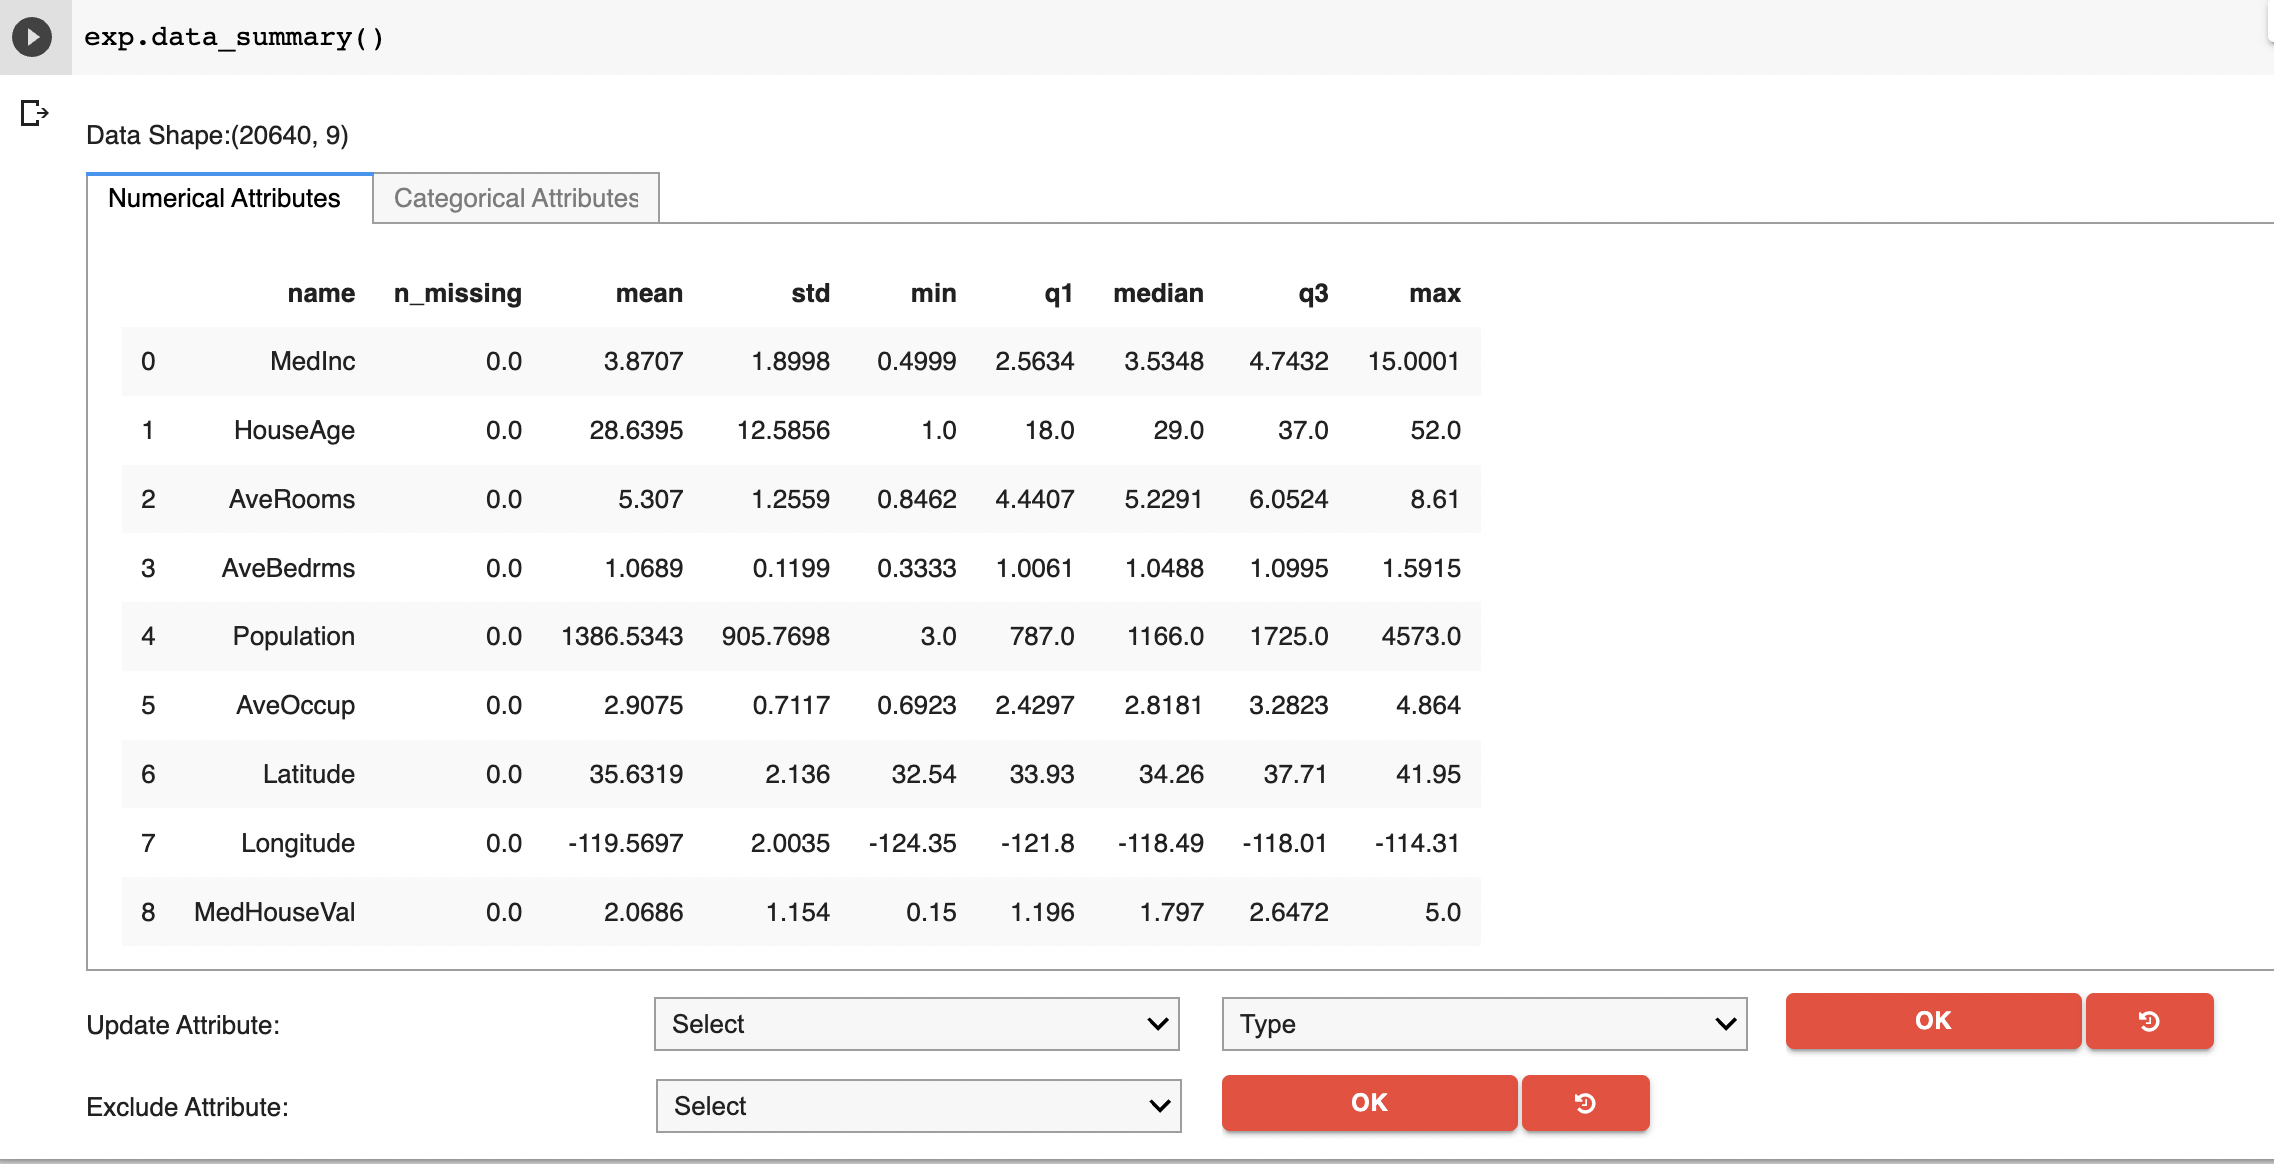 exp.data_summary()
Data Shape:(20640, 9)
Numerical Attributes Categorical Attributes
name n_missing mean std min q1 median q3 max
0 MedInc 0.0 3.8707 1.8998 0.4999 2.5634 3.5348 4.7432 15.0001
1 HouseAge 0.0 28.6395 12.5856 1.0 18.0 29.0 37.0 52.0
2 AveRooms 0.0 5.307 1.2559 0.8462 4.4407 5.2291 6.0524 8.61
3 AveBedrms 0.0 1.0689 0.1199 0.3333 1.0061 1.0488 1.0995 1.5915
4 Population 0.0 1386.5343 905.7698 3.0 787.0 1166.0 1725.0 4573.0
5 AveOccup 0.0 2.9075 0.7117 0.6923 2.4297 2.8181 3.2823 4.864
6 Latitude 0.0 35.6319 2.136 32.54 33.93 34.26 37.71 41.95
7 Longitude 0.0 -119.5697 2.0035 -124.35 -121.8 -118.49 -118.01 -114.31
8 MedHouseVal 0.0 2.0686 1.154 0.15 1.196 1.797 2.6472 5.0
Update Attribute: Select Type OK
Exclude Attribute: Select OK